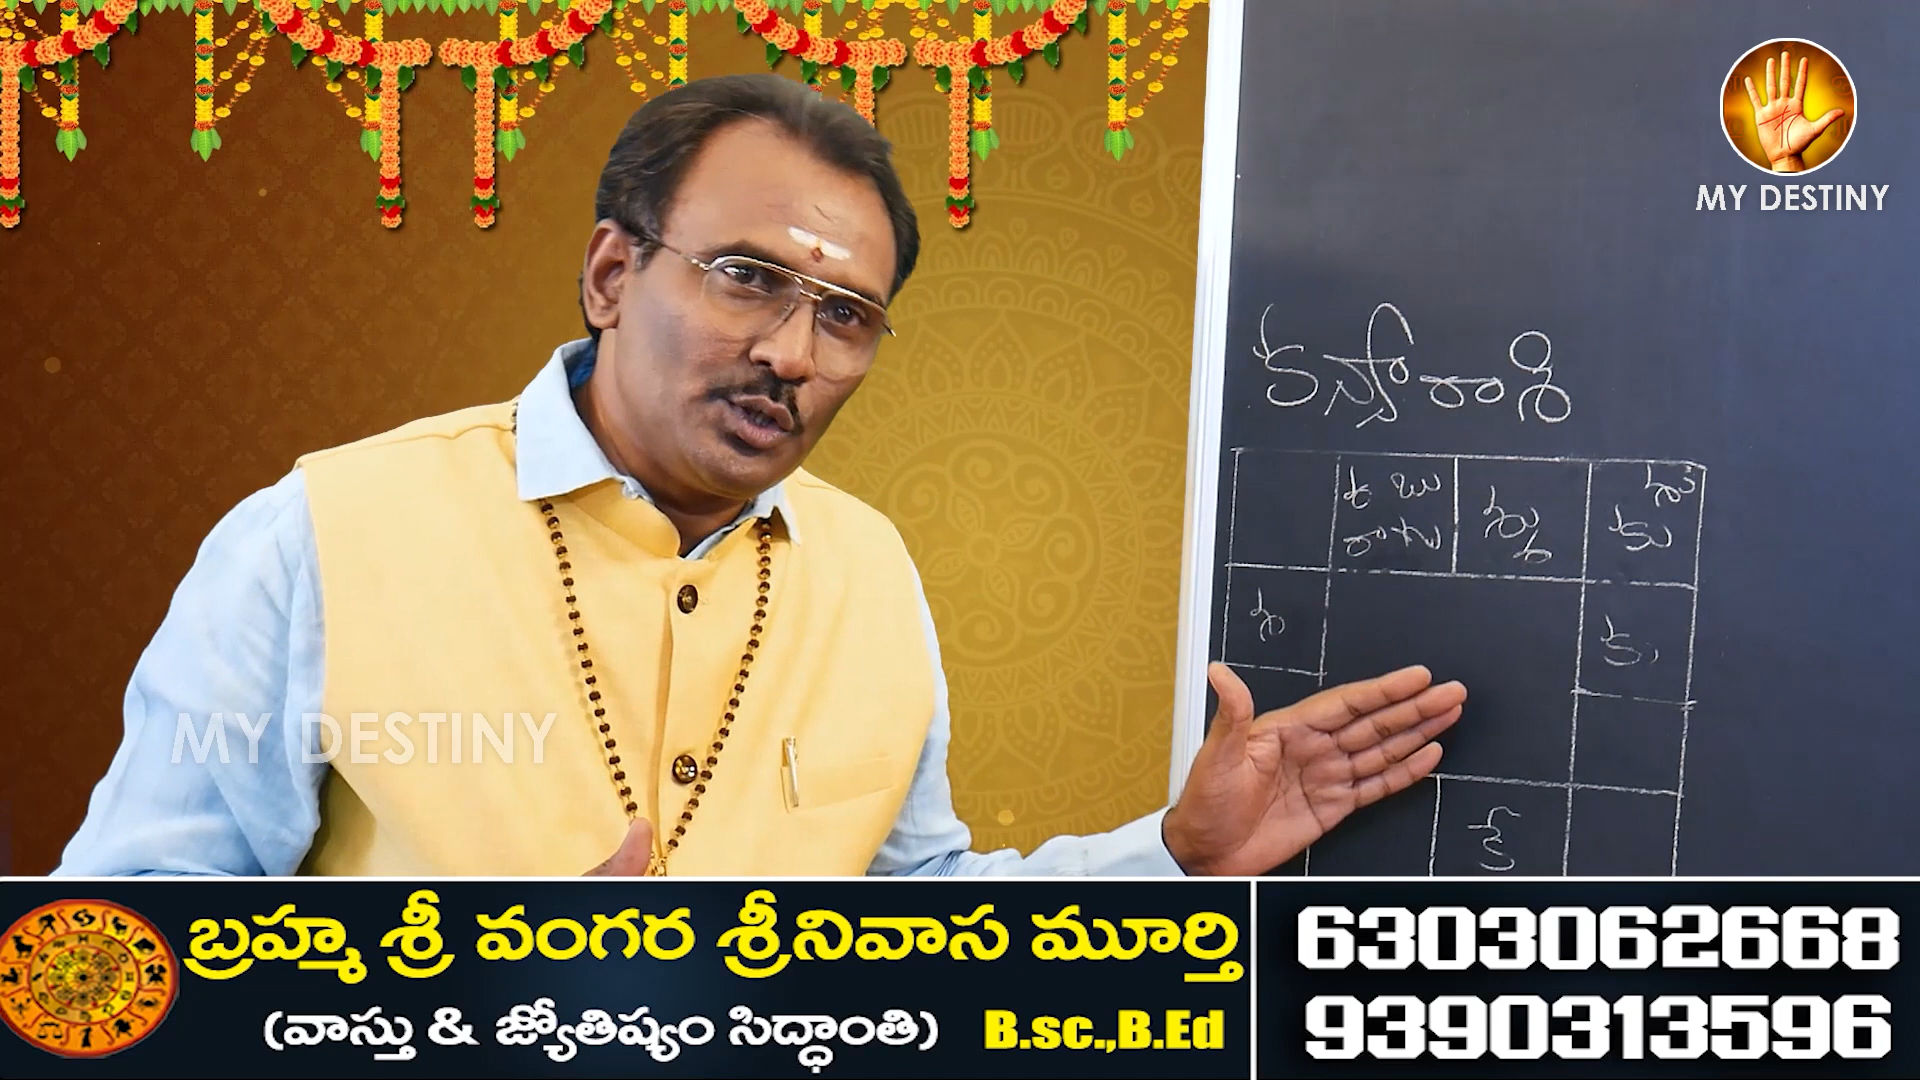 MY DESTINY
కన్యారాశి
ర బు
రాగు
శు
కు
శ
కు
కే
MY DESTINY
బ్రహ్మ శ్రీ వంగర శ్రీనివాస మూర్తి
(వాస్తు & జ్యోతిష్యం సిద్ధాంతి) B.sc.,B.Ed
6303062668
9390313596